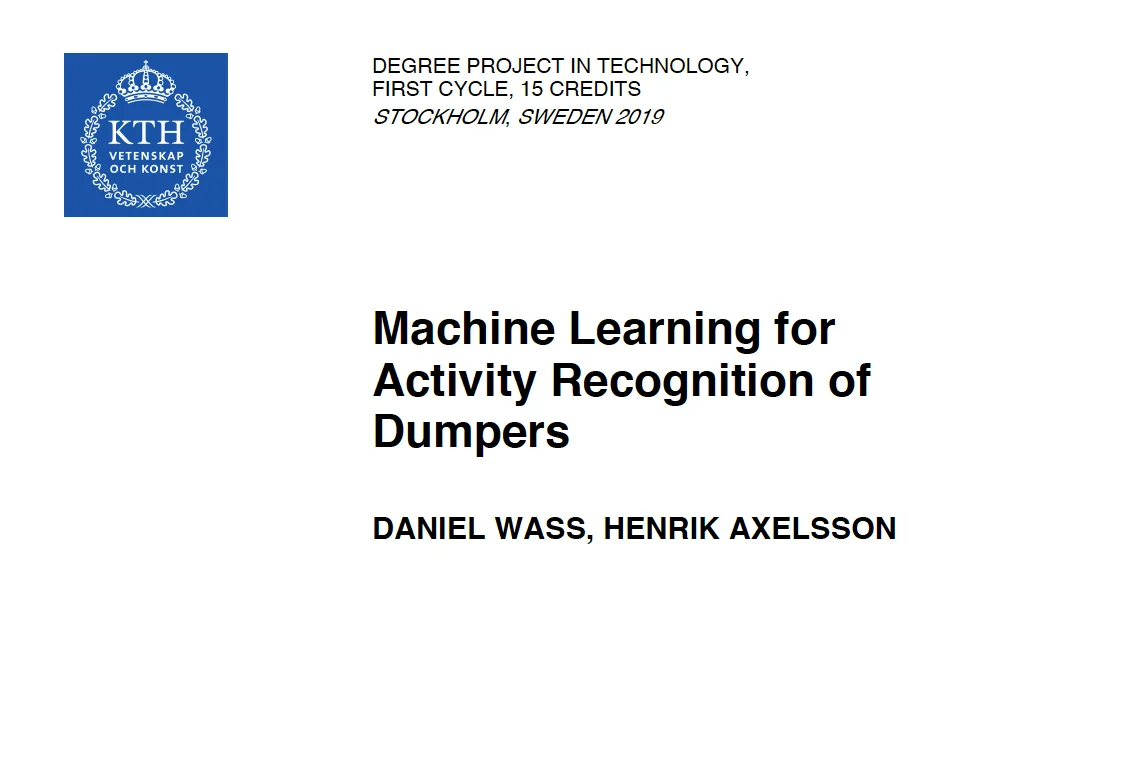 KTH
VETENSKAP
OCH KONST
DEGREE PROJECT IN TECHNOLOGY,
FIRST CYCLE, 15 CREDITS
STOCKHOLM, SWEDEN 2019
Machine Learning for
Activity Recognition of
Dumpers
DANIEL WASS, HENRIK AXELSSON